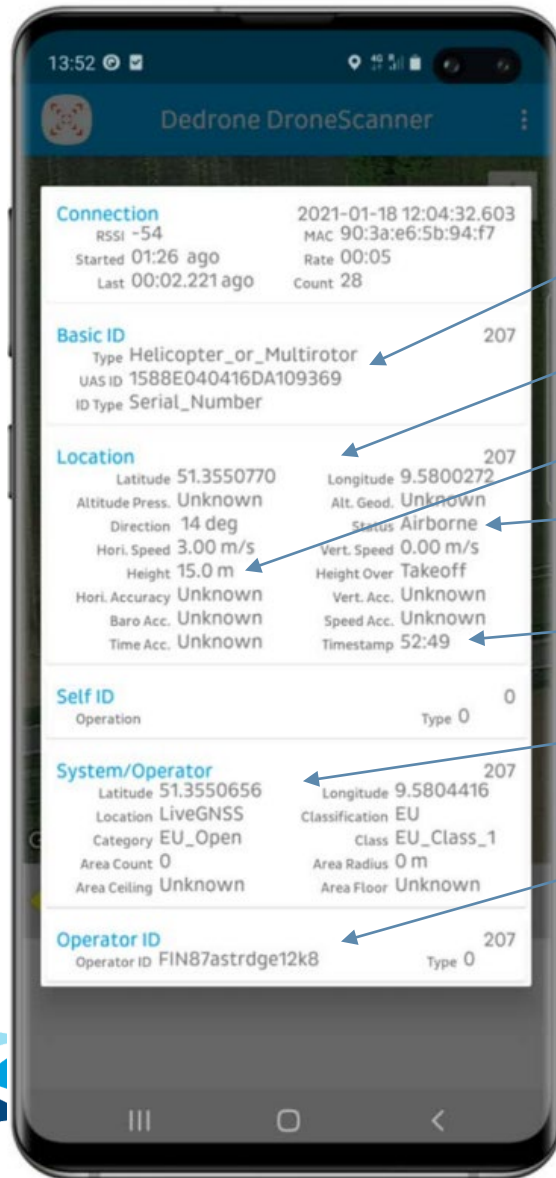 13:52
Dedrone DroneScanner
Connection 2021-01-18 12:04:32.603
RSSI -54 MAC 90:3a:e6:5b:94:f7
Started 01:26 ago Rate 00:05
Last 00:02.221 ago Count 28
Basic ID 207
Type Helicopter_or_Multirotor
UAS ID 1588E040416DA109369
ID Type Serial_Number
Location 207
Latitude 51.3550770 Longitude 9.5800272
Altitude Press. Unknown Alt. Geod. Unknown
Direction 14 deg Status Airborne
Hori. Speed 3.00 m/s Vert. Speed 0.00 m/s
Height 15.0 m Height Over Takeoff
Hori. Accuracy Unknown Vert. Acc. Unknown
Baro Acc. Unknown Speed Acc. Unknown
Time Acc. Unknown Timestamp 52:49
Self ID 0
Operation Type 0
System/Operator 207
Latitude 51.3550656 Longitude 9.5804416
Location LiveGNSS Classification EU
Category EU_Open Class EU_Class_1
Area Count 0 Area Radius 0 m
Area Ceiling Unknown Area Floor Unknown
Operator ID 207
Operator ID FIN87astrdge12k8 Type 0